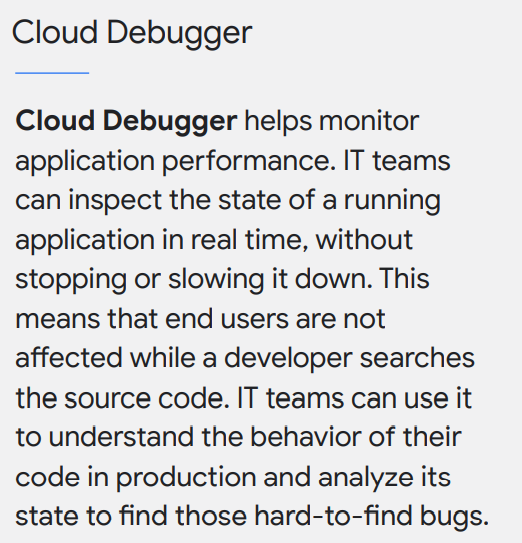 Cloud Debugger
Cloud Debugger helps monitor
application performance. IT teams
can inspect the state of a running
application in real time, without
stopping or slowing it down. This
means that end users are not
affected while a developer searches
the source code. IT teams can use it
to understand the behavior of their
code in production and analyze its
state to find those hard-to-find bugs.